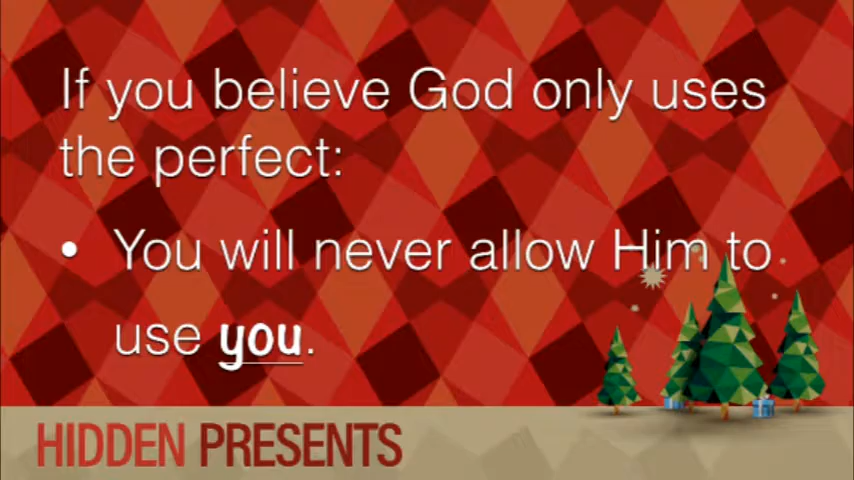 If you believe God only uses
the perfect:
• You will never allow Him to
use you.
HIDDEN PRESENTS